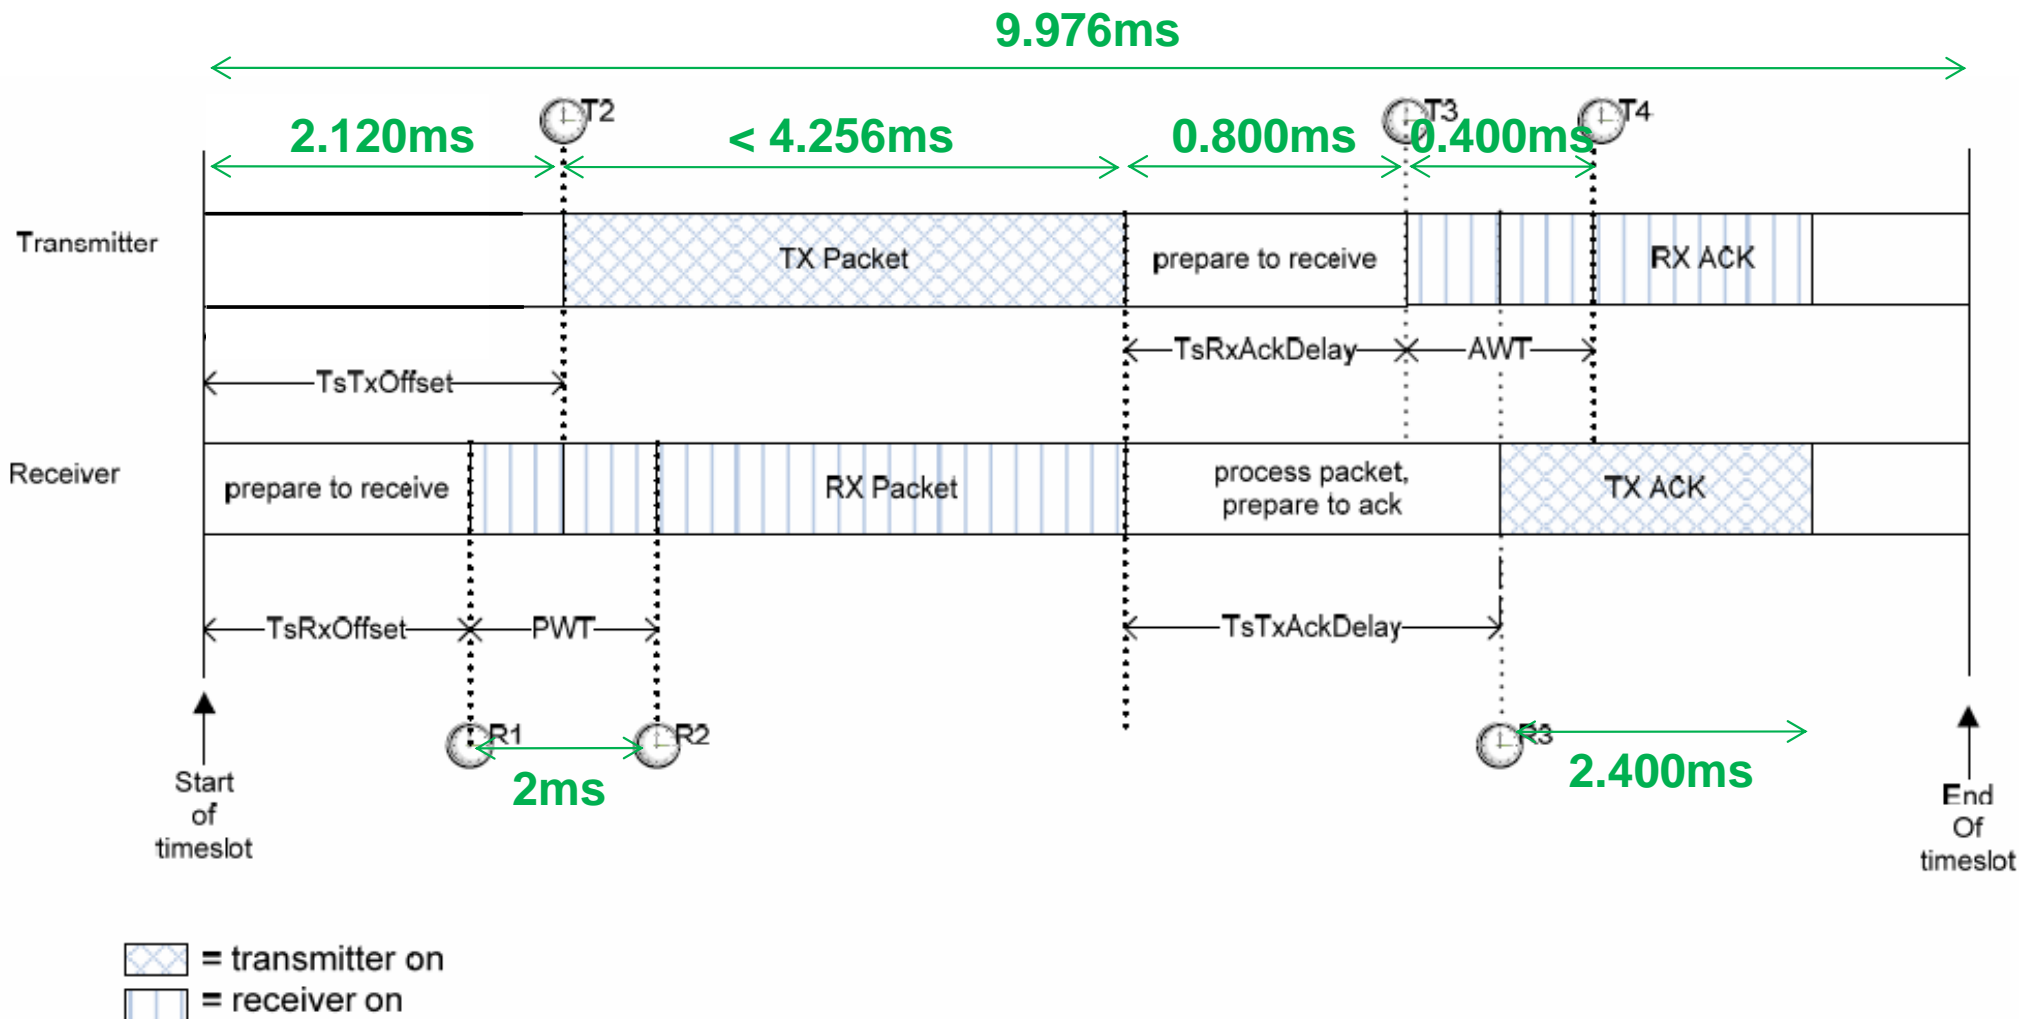 9.976ms
T2
T3
T4
2.120ms
< 4.256ms
0.800ms
0.400ms
Transmitter
TX Packet
prepare to receive
RX ACK
TsRxAckDelay
AWT
TsTxOffset
Receiver
prepare to receive
RX Packet
process packet,
prepare to ack
TX ACK
TsRxOffset
PWT
TsTxAckDelay
R1
R2
R3
2ms
2.400ms
Start
of
timeslot
End
Of
timeslot
= transmitter on
= receiver on